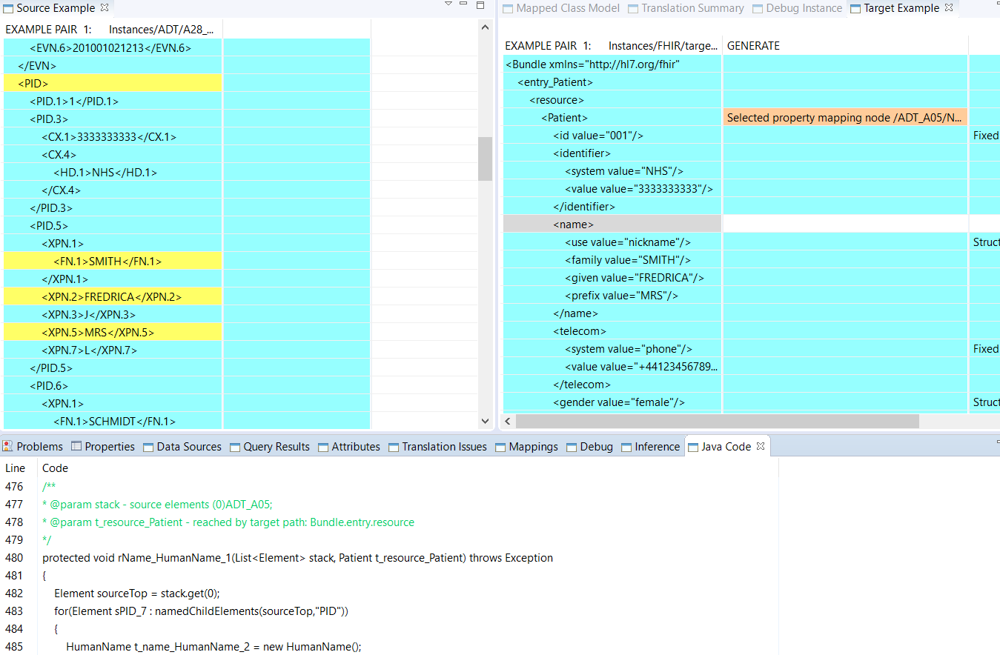 Source Example
EXAMPLE PAIR 1: Instances/ADT/A28_...
<EVN.6>201001021213</EVN.6>
</EVN>
<PID>
<PID.1>1</PID.1>
<PID.3>
<CX.1>3333333333</CX.1>
<CX.4>
<HD.1>NHS</HD.1>
</CX.4>
</PID.3>
<PID.5>
<XPN.1>
<FN.1>SMITH</FN.1>
</XPN.1>
<XPN.2>FREDRICA</XPN.2>
<XPN.3>J</XPN.3>
<XPN.5>MRS</XPN.5>
<XPN.7>L</XPN.7>
</PID.5>
<PID.6>
<XPN.1>
<FN.1>SCHMIDT</FN.1>
Mapped Class Model Translation Summary Debug Instance Target Example
EXAMPLE PAIR 1: Instances/FHIR/targe... GENERATE
<Bundle xmlns="http://hl7.org/fhir"
<entry_Patient>
<resource>
<Patient> Selected property mapping node /ADT_A05/N...
<id value="001"/> Fixed
<identifier>
<system value="NHS"/>
<value value="3333333333"/>
</identifier>
<name>
<use value="nickname"/> Struct
<family value="SMITH"/>
<given value="FREDRICA"/>
<prefix value="MRS"/>
</name>
<telecom>
<system value="phone"/> Fixed
<value value="+44123456789...
</telecom>
<gender value="female"/> Struct
Problems Properties Data Sources Query Results Attributes Translation Issues Mappings Debug Inference Java Code
Line Code
476 /**
477 * @param stack - source elements (0)ADT_A05;
478 * @param t_resource_Patient - reached by target path: Bundle.entry.resource
479 */
480 protected void rName_HumanName_1(List<Element> stack, Patient t_resource_Patient) throws Exception
481 {
482 Element sourceTop = stack.get(0);
483 for(Element sPID_7 : namedChildElements(sourceTop,"PID"))
484 {
485 HumanName t_name_HumanName_2 = new HumanName();